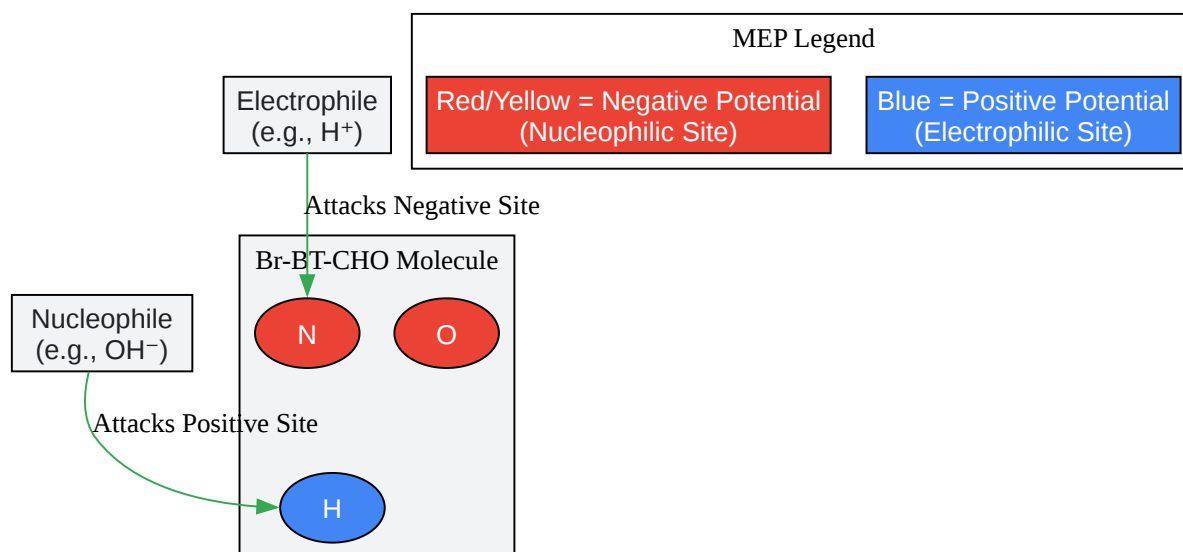 MEP Legend
Red/Yellow = Negative Potential
(Nucleophilic Site)
Blue = Positive Potential
(Electrophilic Site)
Electrophile
(e.g., H⁺)
Attacks Negative Site
Br-BT-CHO Molecule
N
O
Nucleophile
(e.g., OH⁻)
Attacks Positive Site
H